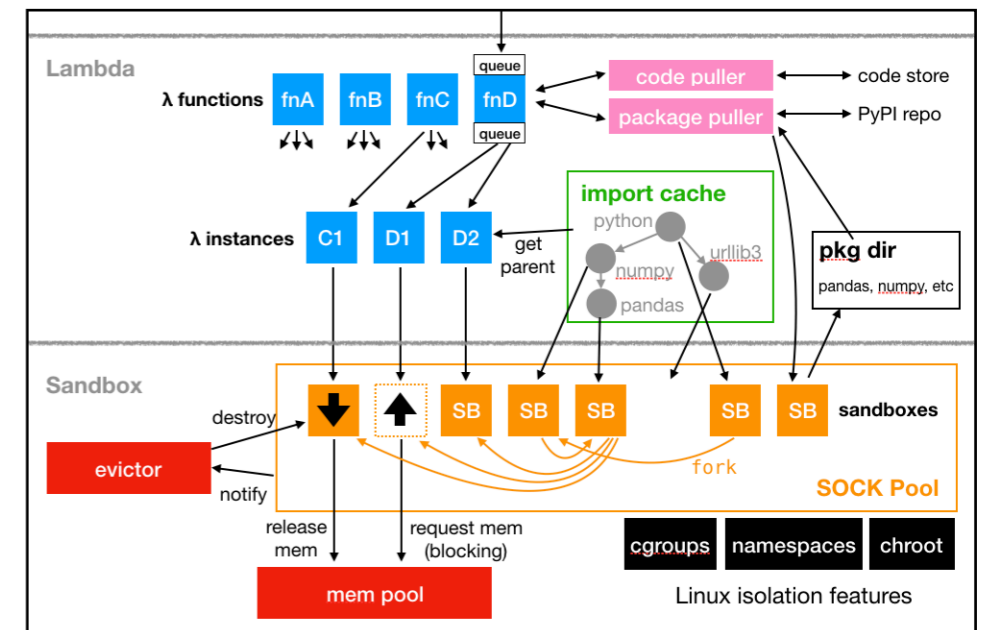 Lambda
λ functions
fnA
fnB
fnC
queue
fnD
queue
code puller
code store
package puller
PyPI repo
import cache
python
urllib3
numpy
pandas
λ instances
C1
D1
D2
get
parent
pkg dir
pandas, numpy, etc
Sandbox
destroy
evictor
notify
SB
SB
SB
SB
SB
sandboxes
fork
SOCK Pool
release
mem
request mem
(blocking)
mem pool
cgroups
namespaces
chroot
Linux isolation features